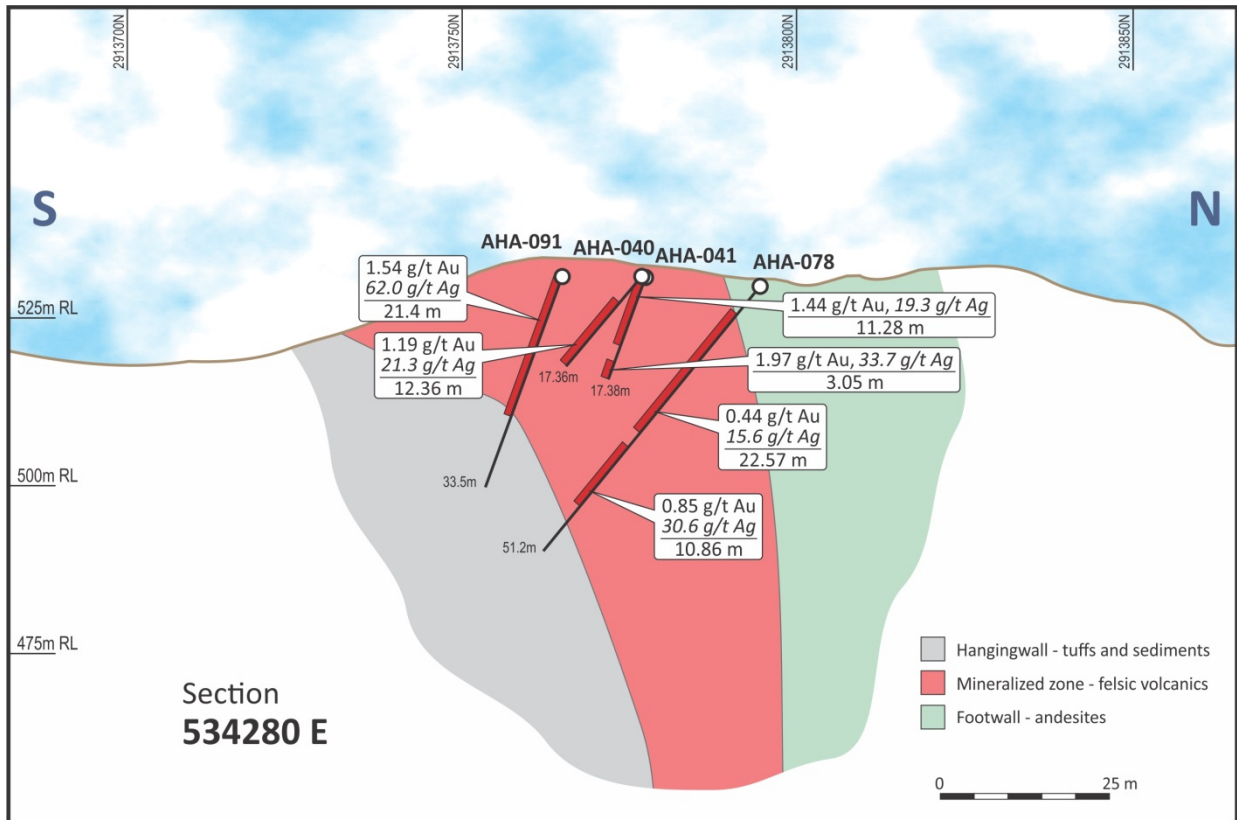 2913700N
2913750N
2913800N
2913850N
S
N
AHA-091
AHA-040
AHA-041
AHA-078
1.54 g/t Au
62.0 g/t Ag
21.4 m
525m RL
1.44 g/t Au, 19.3 g/t Ag
11.28 m
1.19 g/t Au
21.3 g/t Ag
12.36 m
1.97 g/t Au, 33.7 g/t Ag
3.05 m
17.36m
17.38m
0.44 g/t Au
15.6 g/t Ag
22.57 m
500m RL
33.5m
0.85 g/t Au
30.6 g/t Ag
10.86 m
51.2m
475m RL
Hangingwall - tuffs and sediments
Mineralized zone - felsic volcanics
Footwall - andesites
Section
534280 E
0 25 m